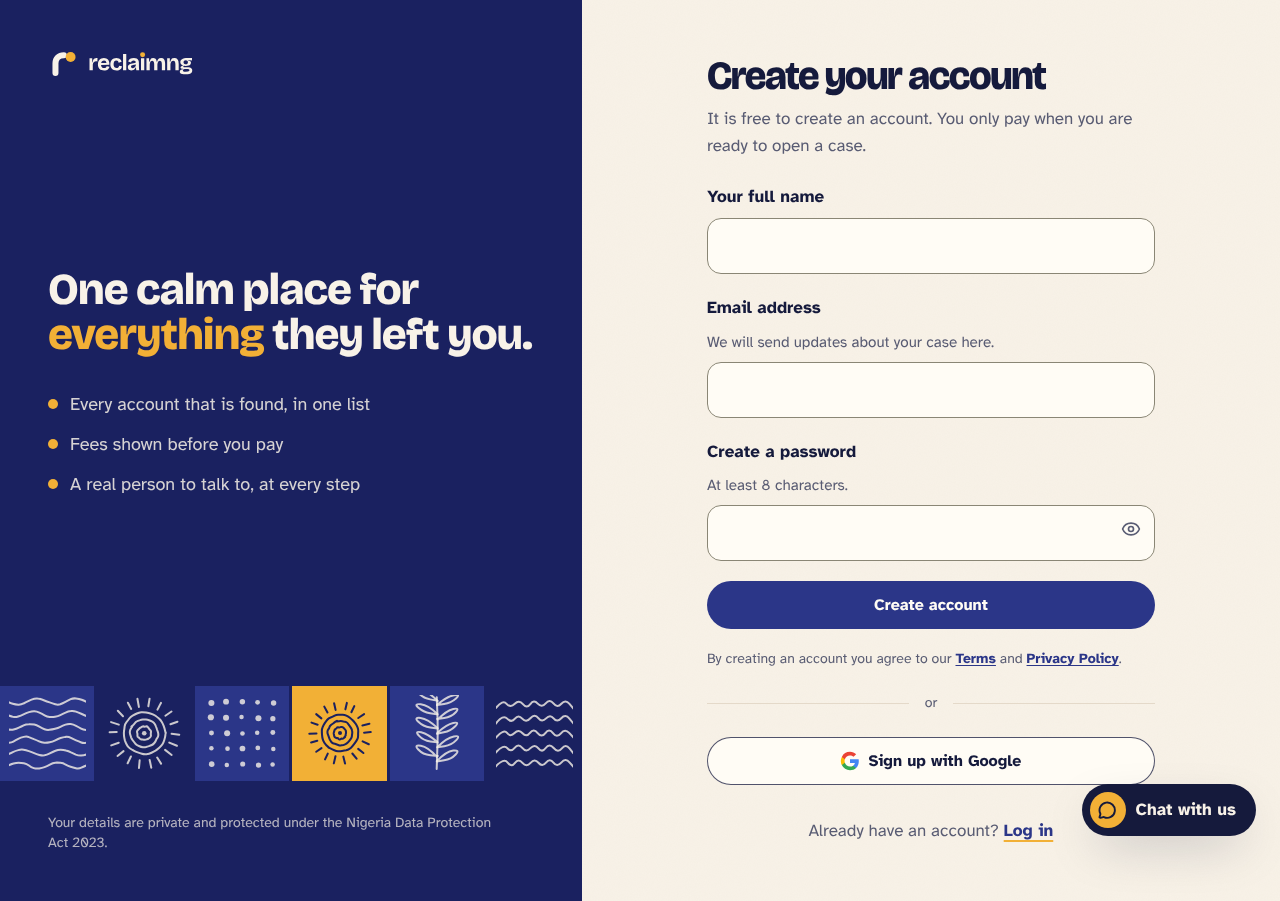 reclaimng
One calm place for
everything they left you.
Every account that is found, in one list
Fees shown before you pay
A real person to talk to, at every step
Your details are private and protected under the Nigeria Data Protection
Act 2023.
Create your account
It is free to create an account. You only pay when you are
ready to open a case.
Your full name
Email address
We will send updates about your case here.
Create a password
At least 8 characters.
Create account
By creating an account you agree to our Terms and Privacy Policy.
or
Sign up with Google
Already have an account? Log in
Chat with us